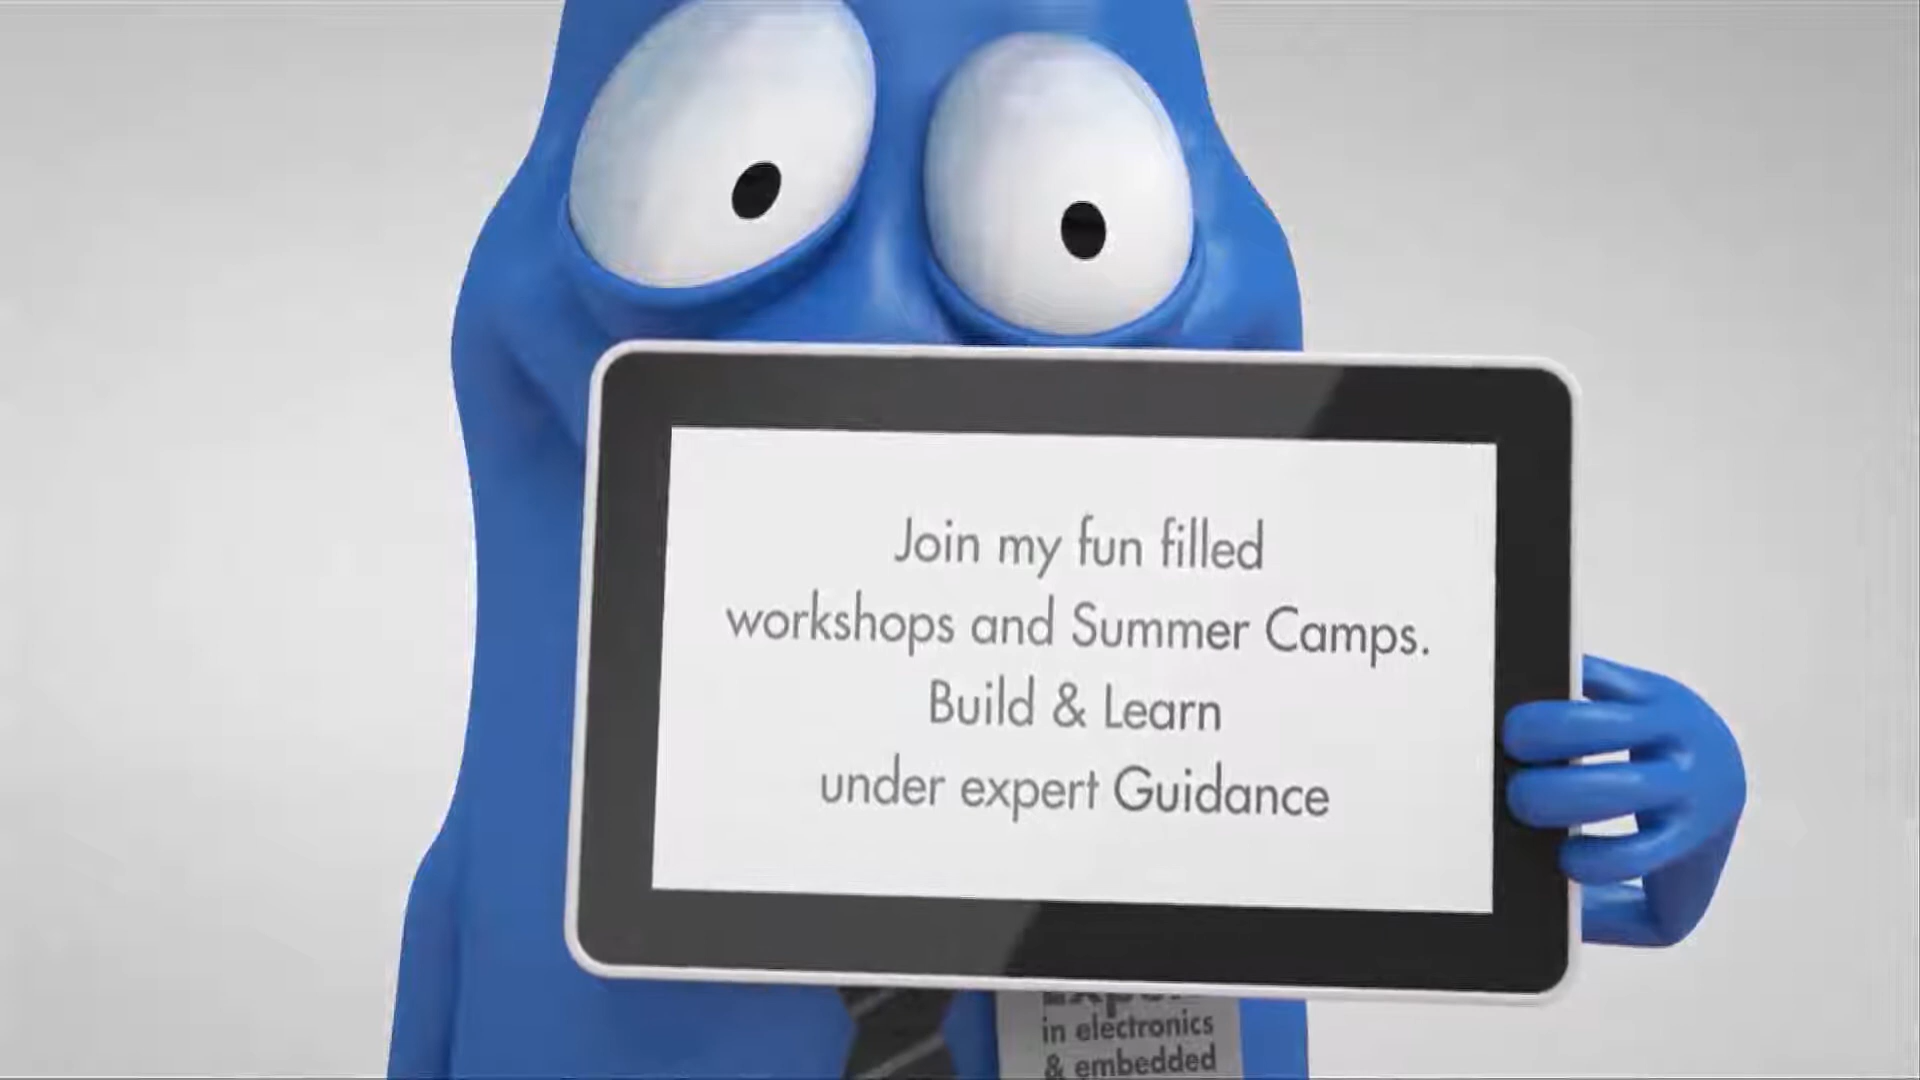 Join my fun filled
workshops and Summer Camps.
Build & Learn
under expert Guidance
in electronics
& embedded